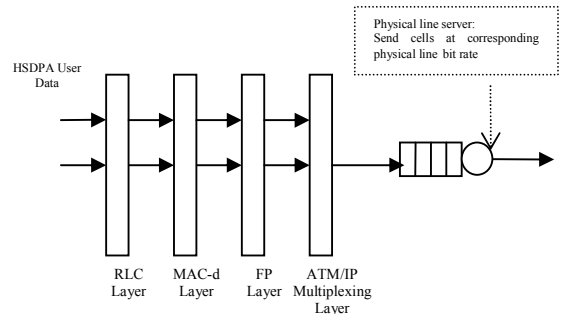 Physical line server:
Send cells at corresponding
physical line bit rate
HSDPA User
Data
RLC
Layer
MAC-d
Layer
FP
Layer
ATM/IP
Multiplexing
Layer